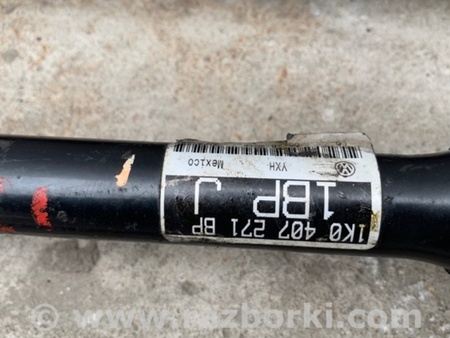 1K0 407 271 BP
1BP J
YXH Mexico
www.razborki.com